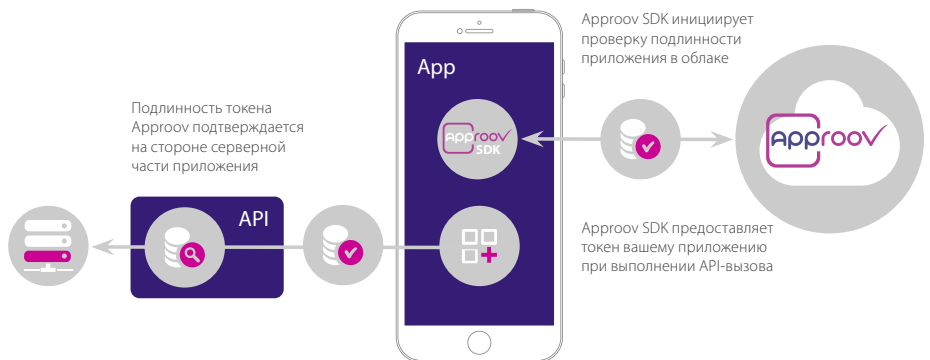 Approov SDK инициирует
проверку подлинности
приложения в облаке
App
Подлинность токена
Approov подтверждается
на стороне серверной
части приложения
Approov
SDK
Approov
API
Approov SDK предоставляет
токен вашему приложению
при выполнении API-вызова